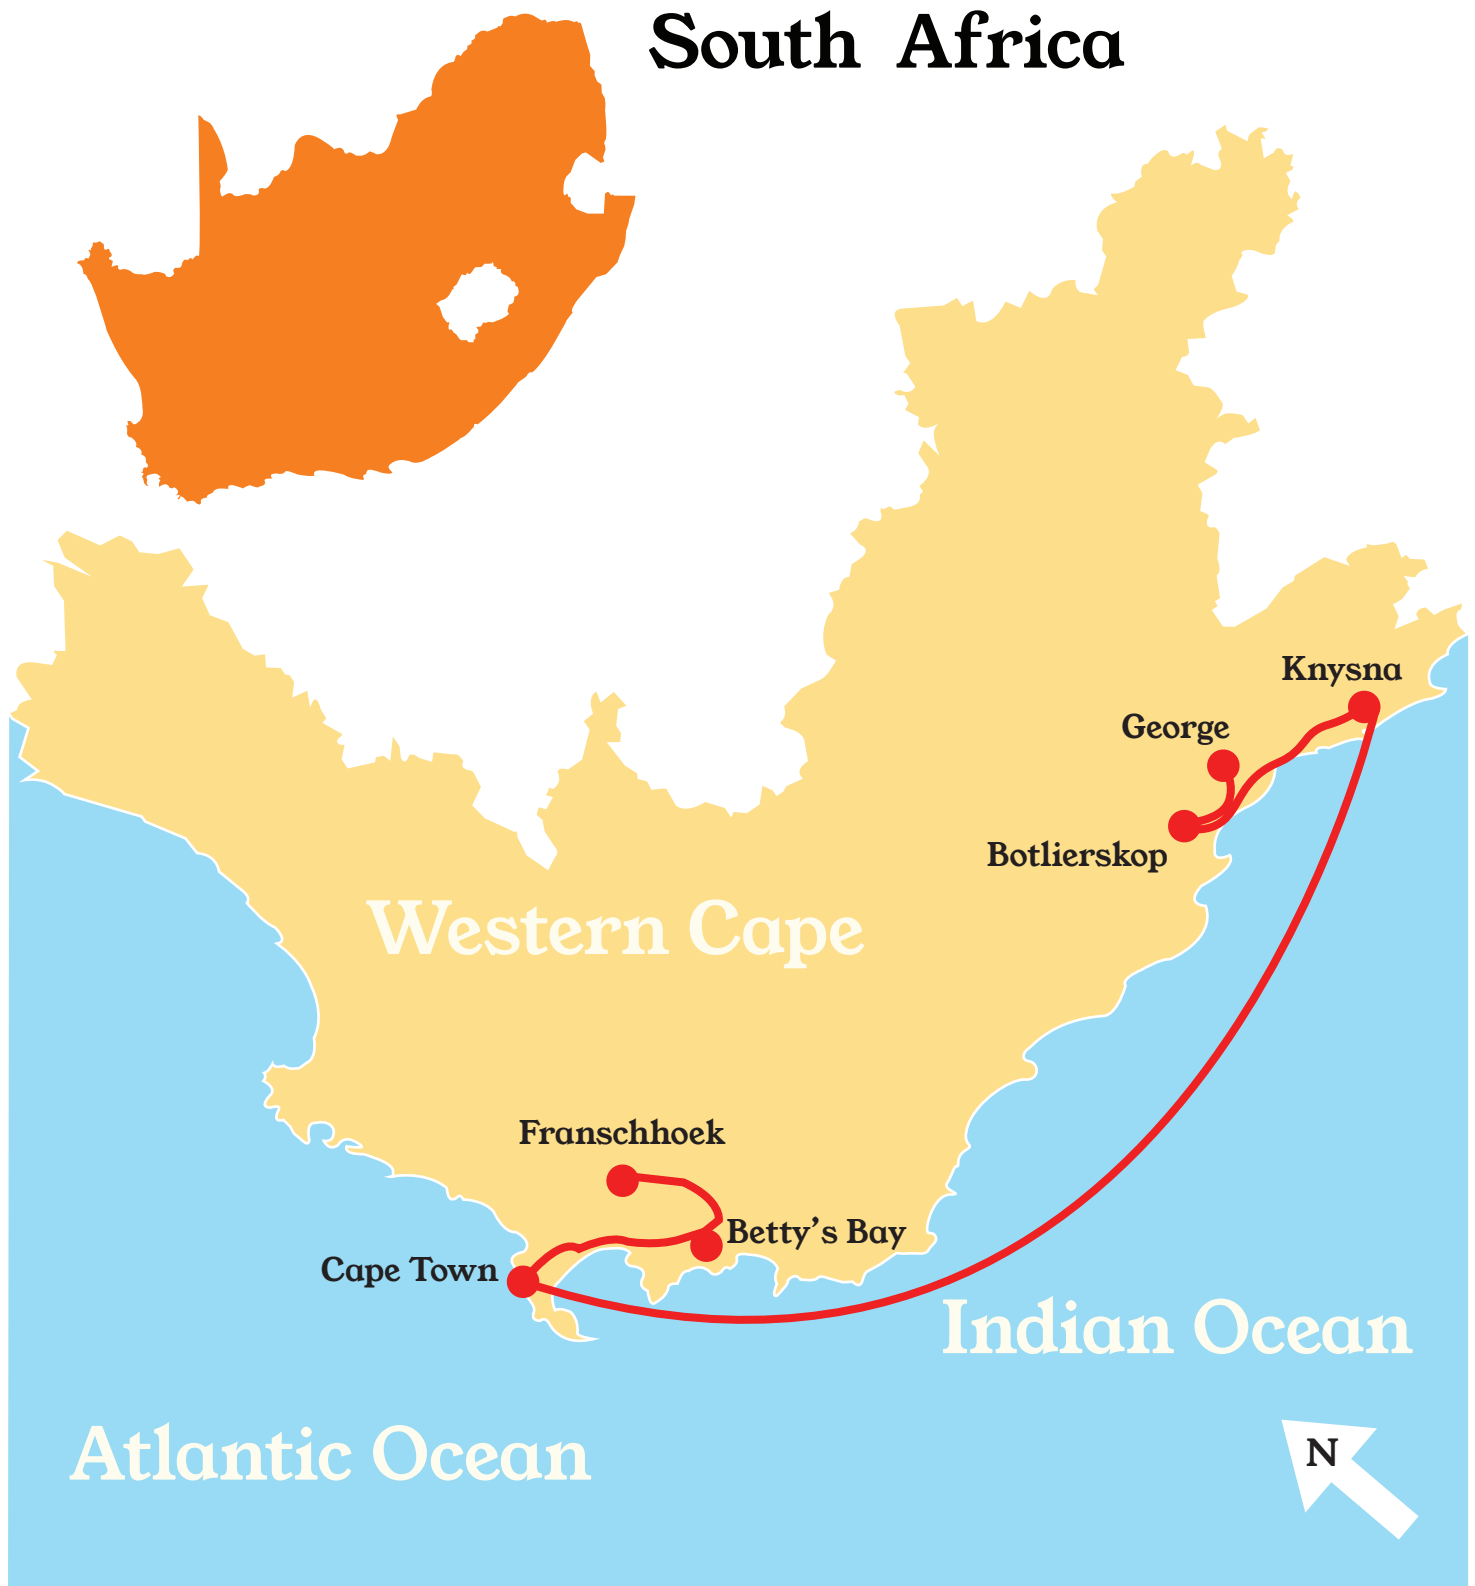 South Africa
Knysna
George
Botlierskop
Western Cape
Franschhoek
Betty’s Bay
Cape Town
Indian Ocean
Atlantic Ocean
N